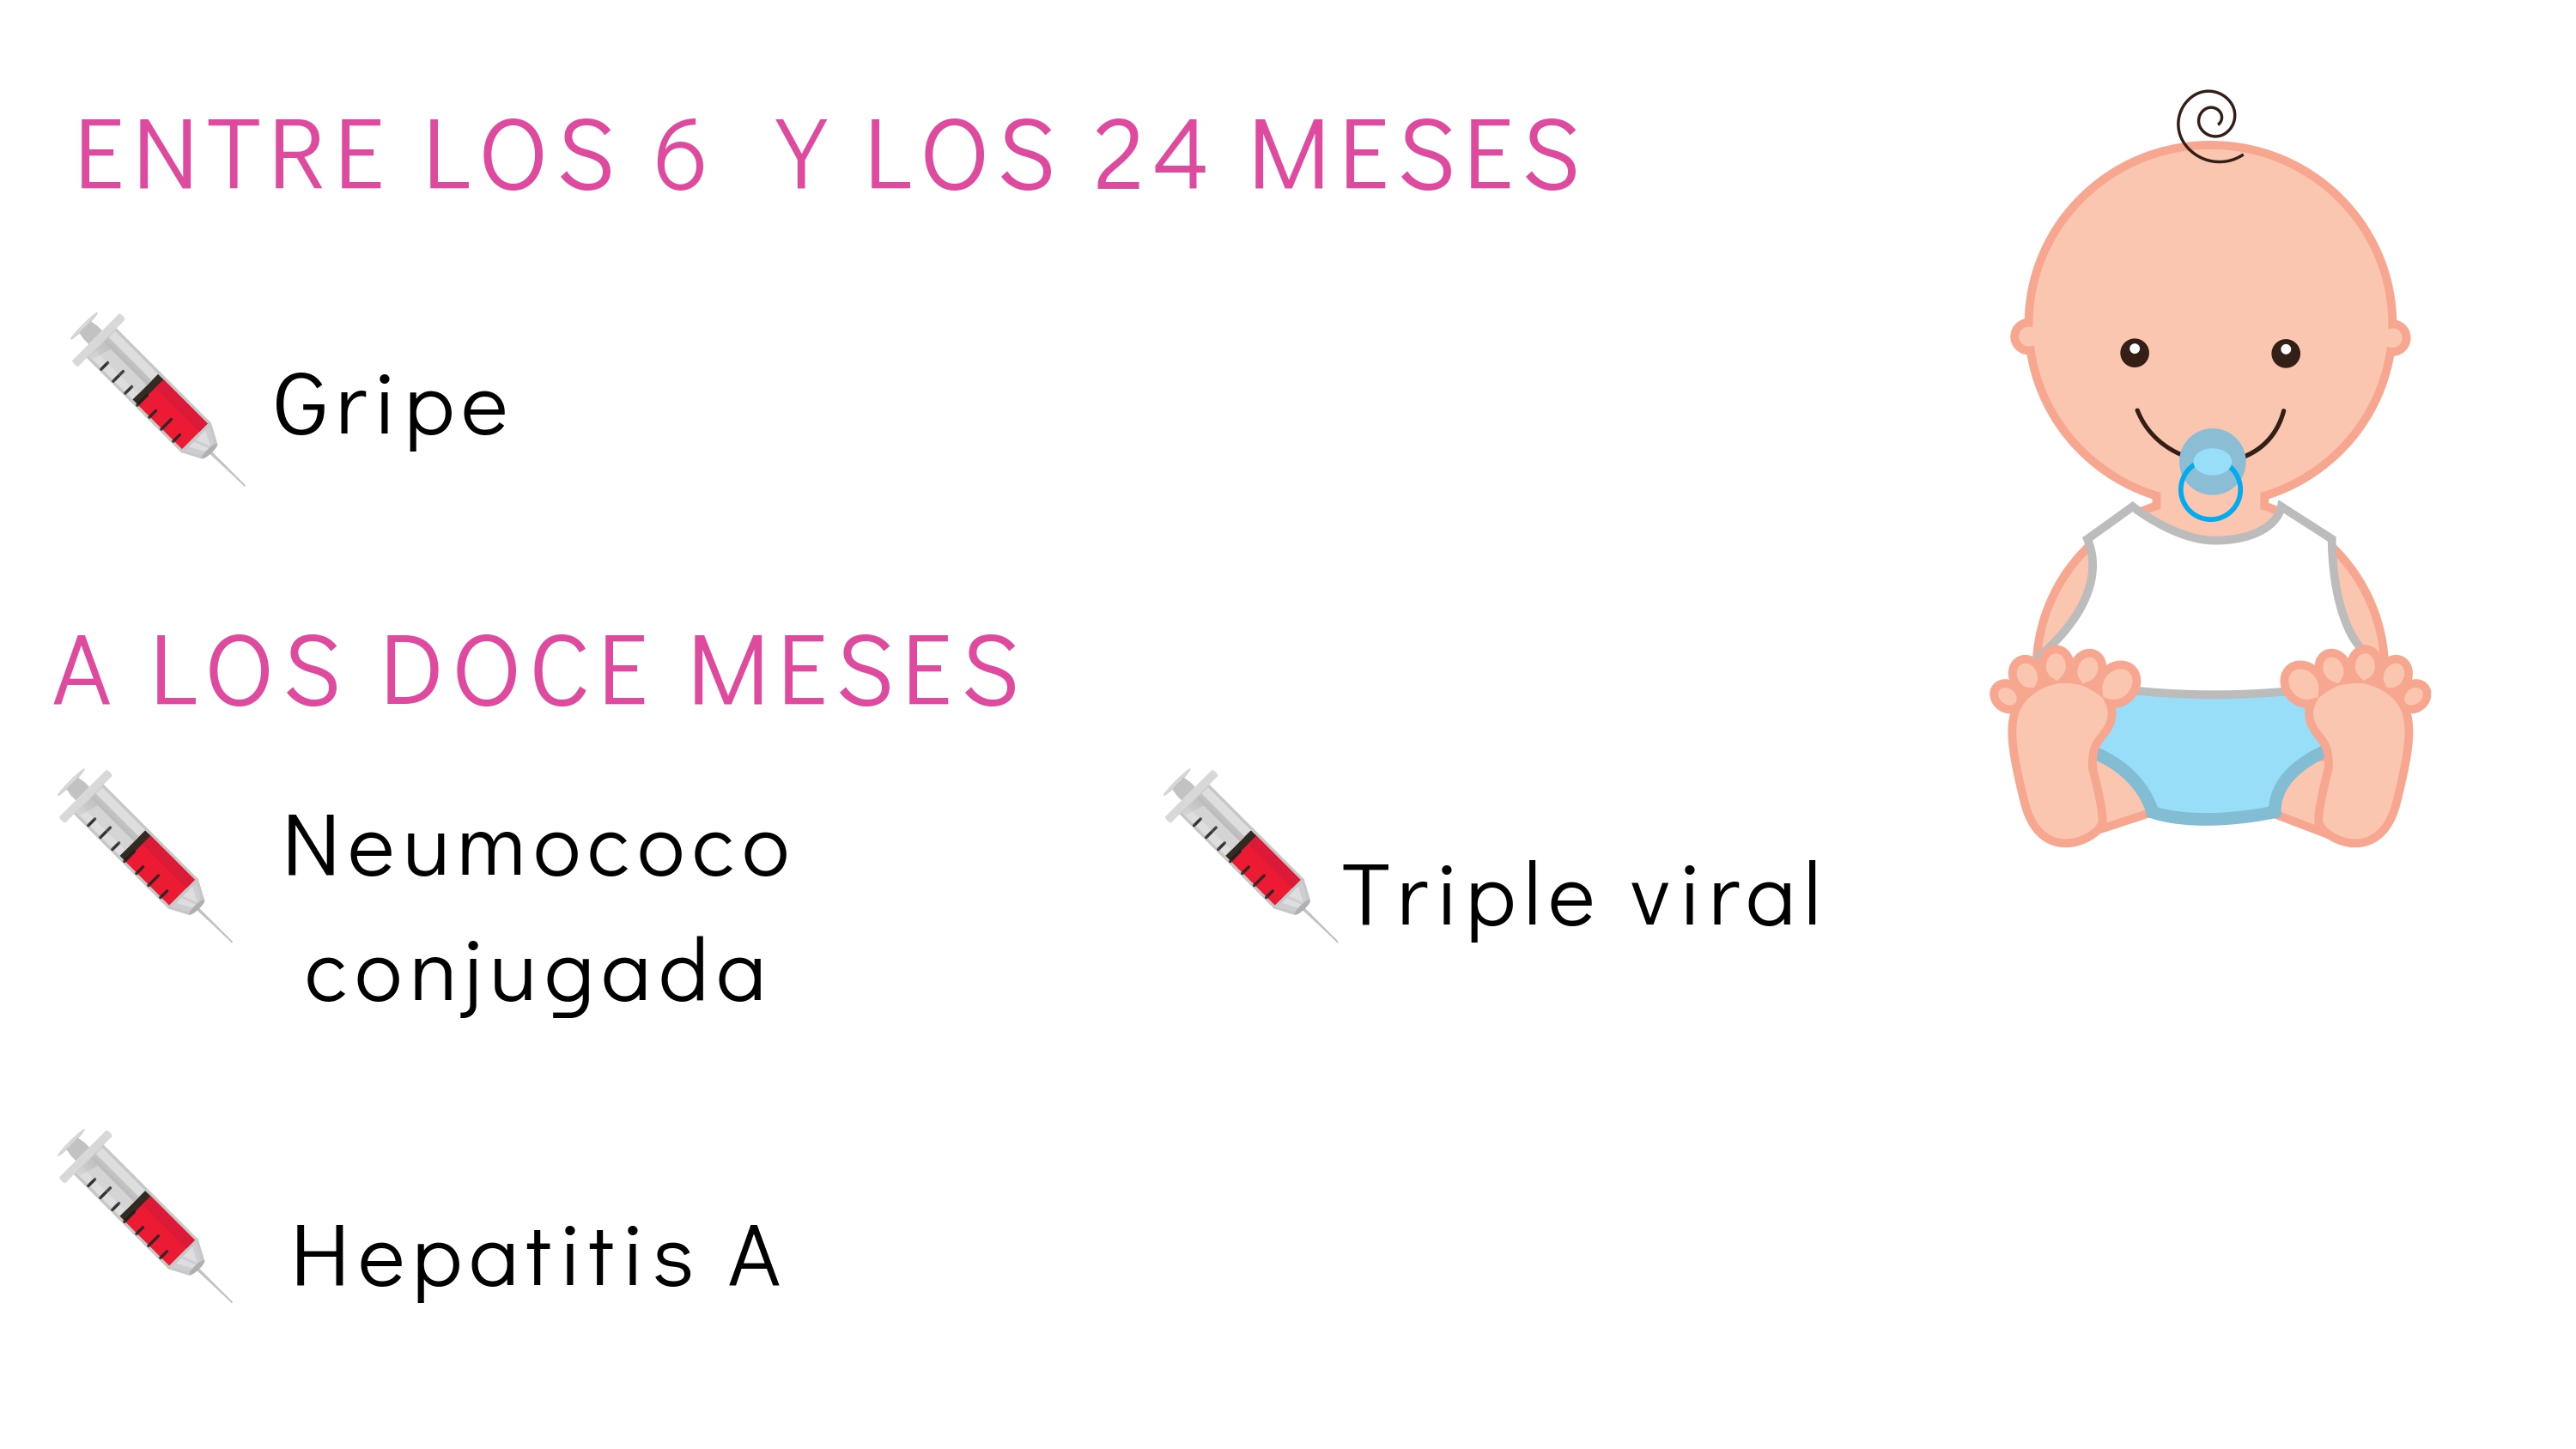 ENTRE LOS 6 Y LOS 24 MESES
Gripe
A LOS DOCE MESES
Neumococo
conjugada
Triple viral
Hepatitis A